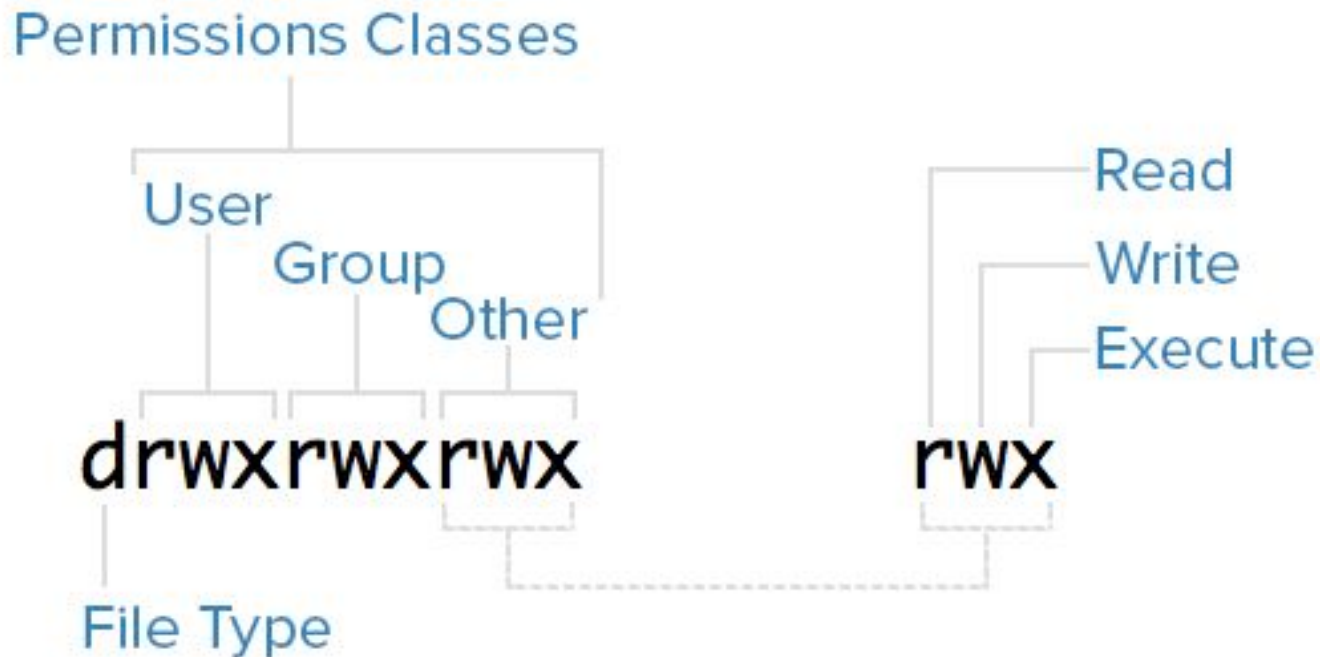 Permissions Classes
User
Group
Other
Read
Write
Execute
drwxrwxrwx
rwx
File Type